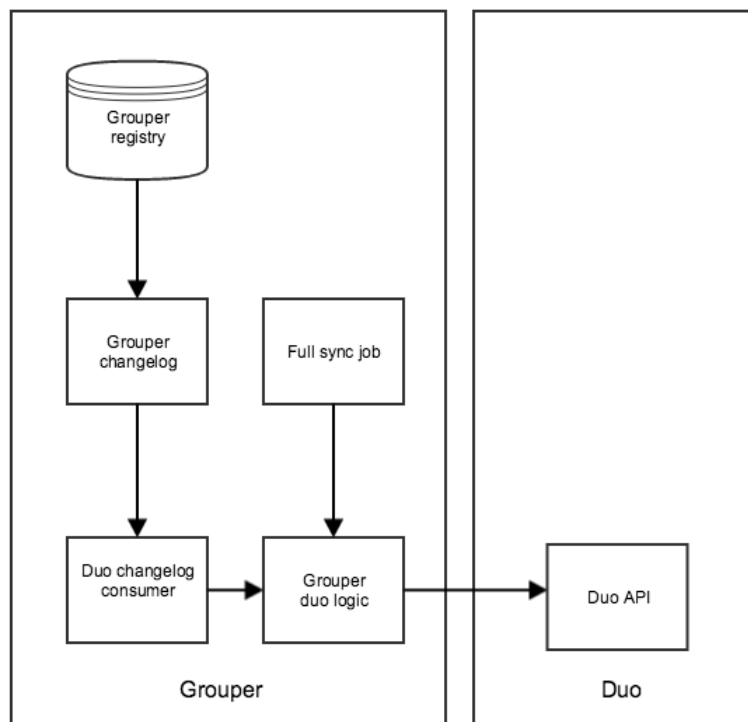 Grouper
registry
Grouper
changelog
Full sync job
Duo changelog
consumer
Grouper
duo logic
Duo API
Grouper
Duo